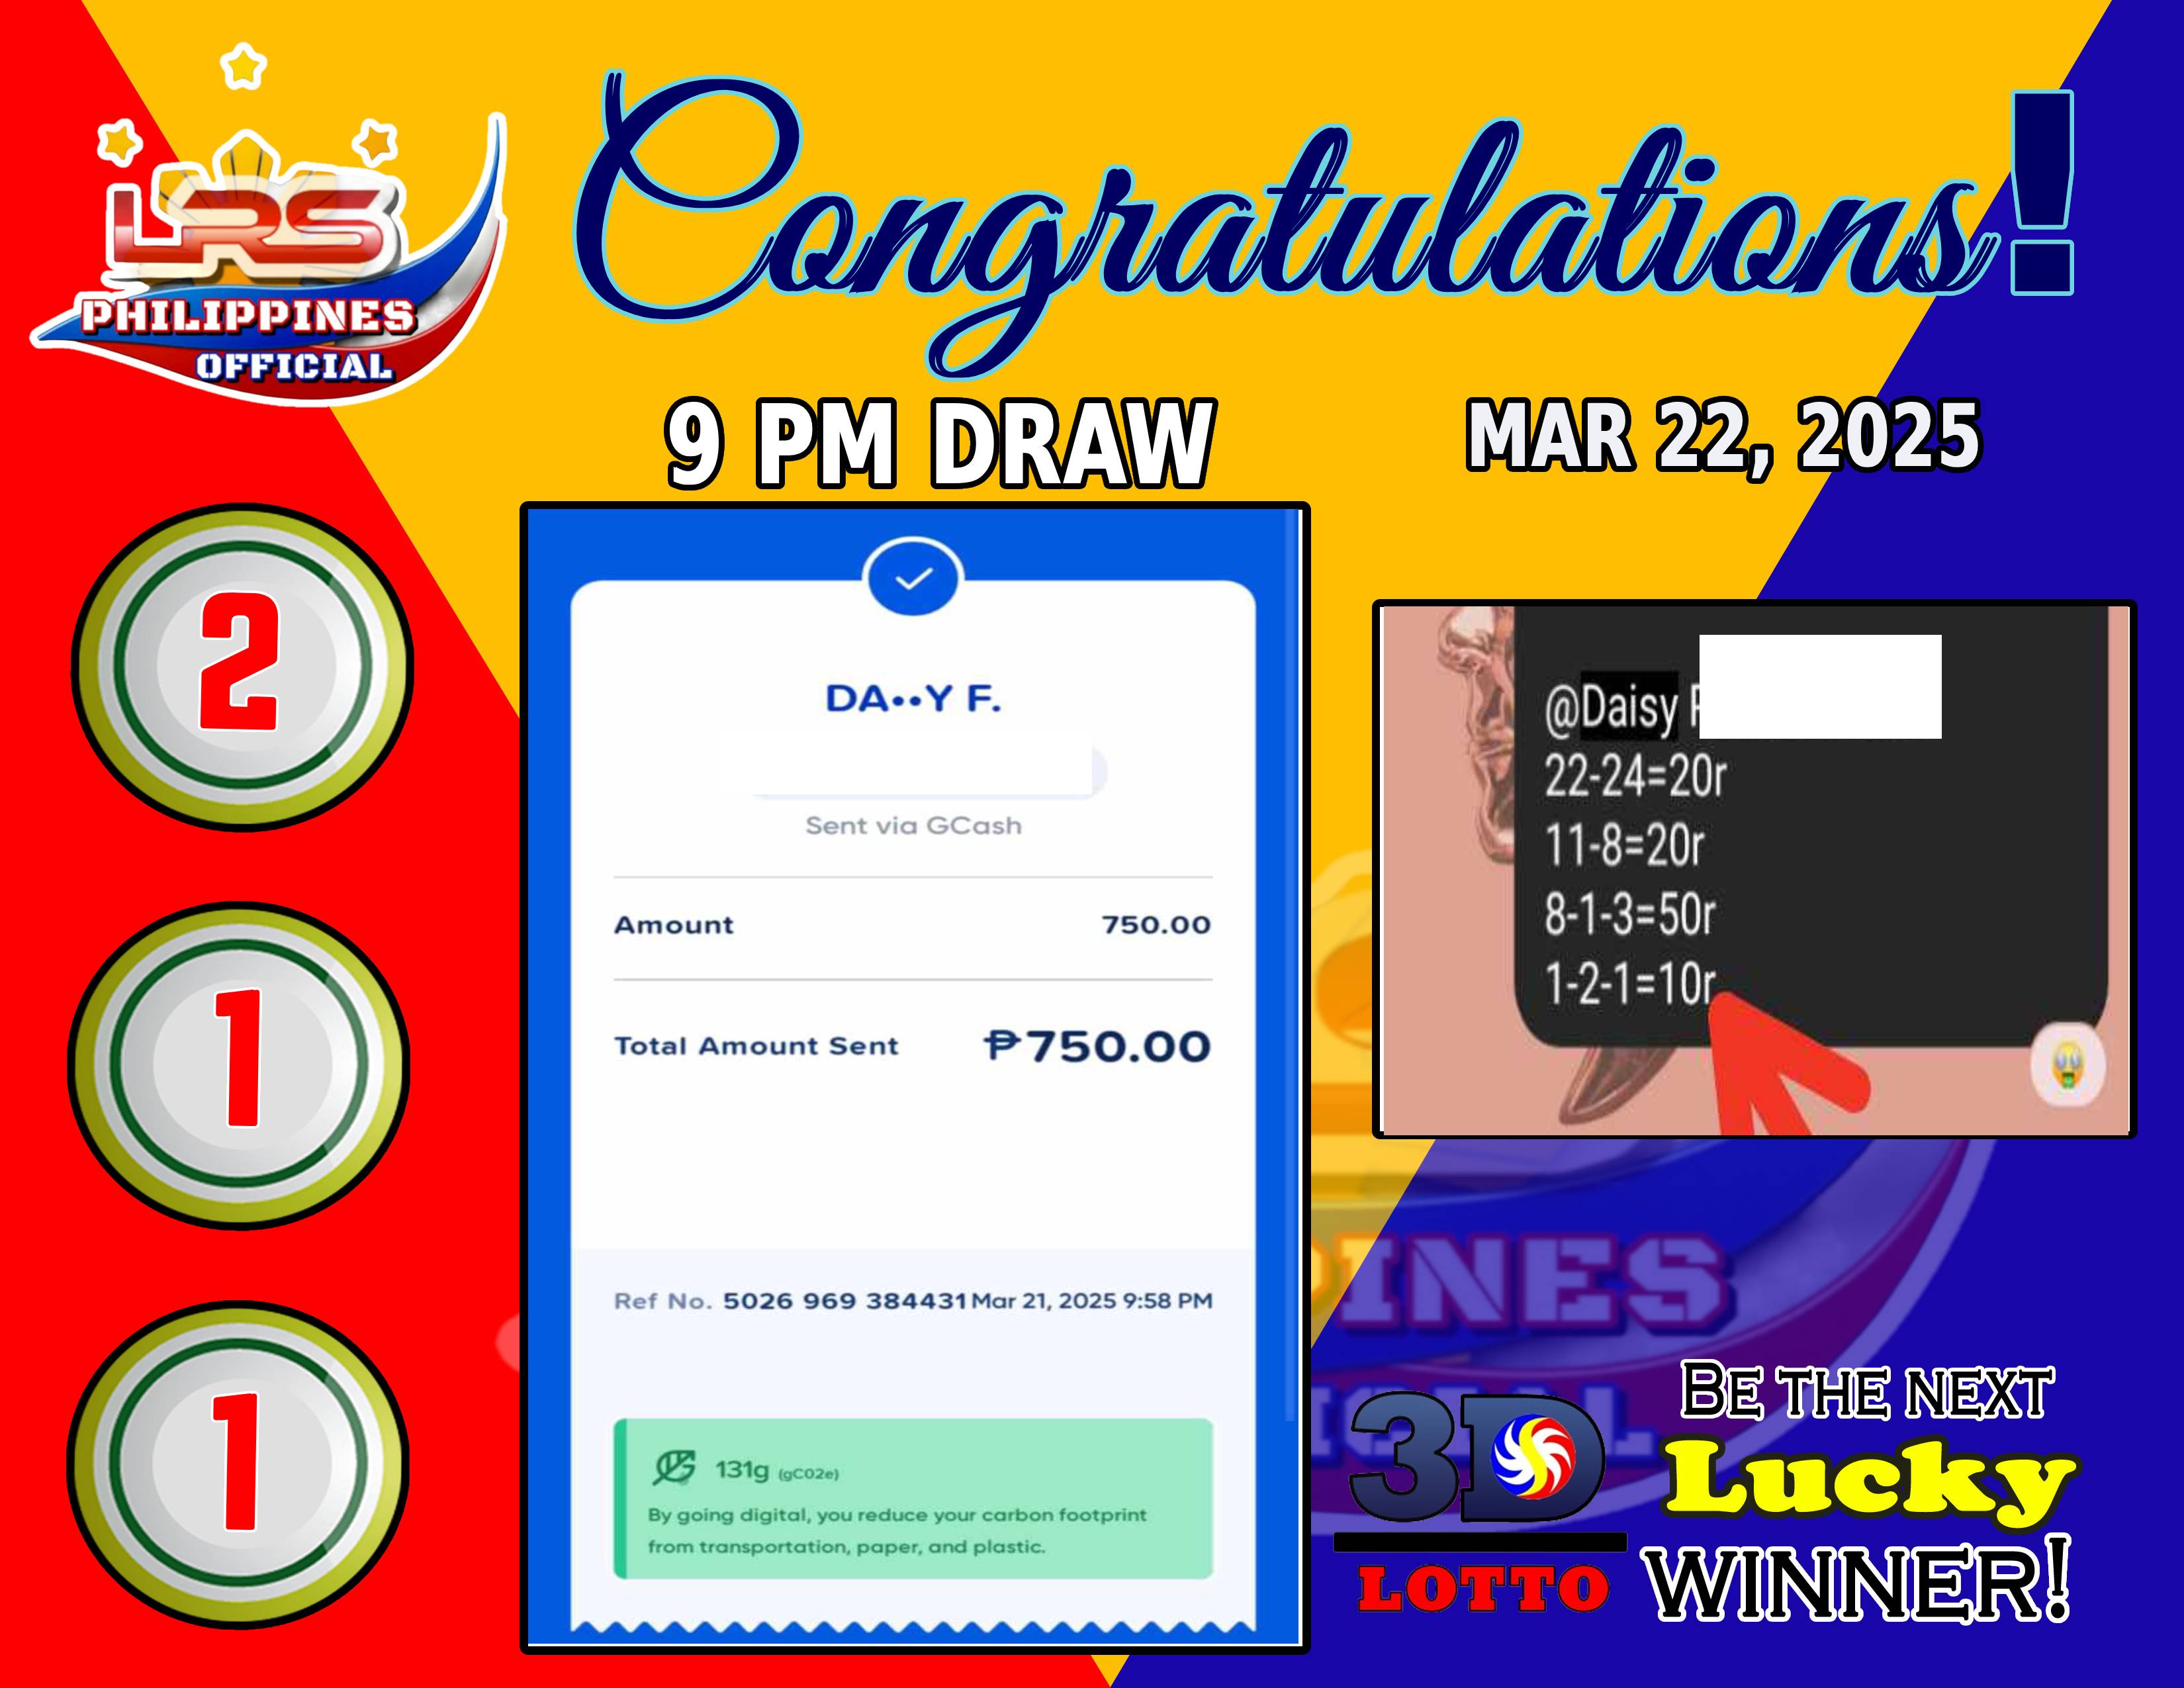 LRS
PHILIPPINES
OFFICIAL
Congratulations!
9 PM DRAW
MAR 22, 2025
2
1
1
DA••Y F.
Sent via GCash
Amount 750.00
Total Amount Sent ₱750.00
Ref No. 5026 969 384431 Mar 21, 2025 9:58 PM
131g (gCO2e)
By going digital, you reduce your carbon footprint
from transportation, paper, and plastic.
@Daisy
22-24=20r
11-8=20r
8-1-3=50r
1-2-1=10r
PINES
3D
LOTTO
BE THE NEXT
Lucky
WINNER!